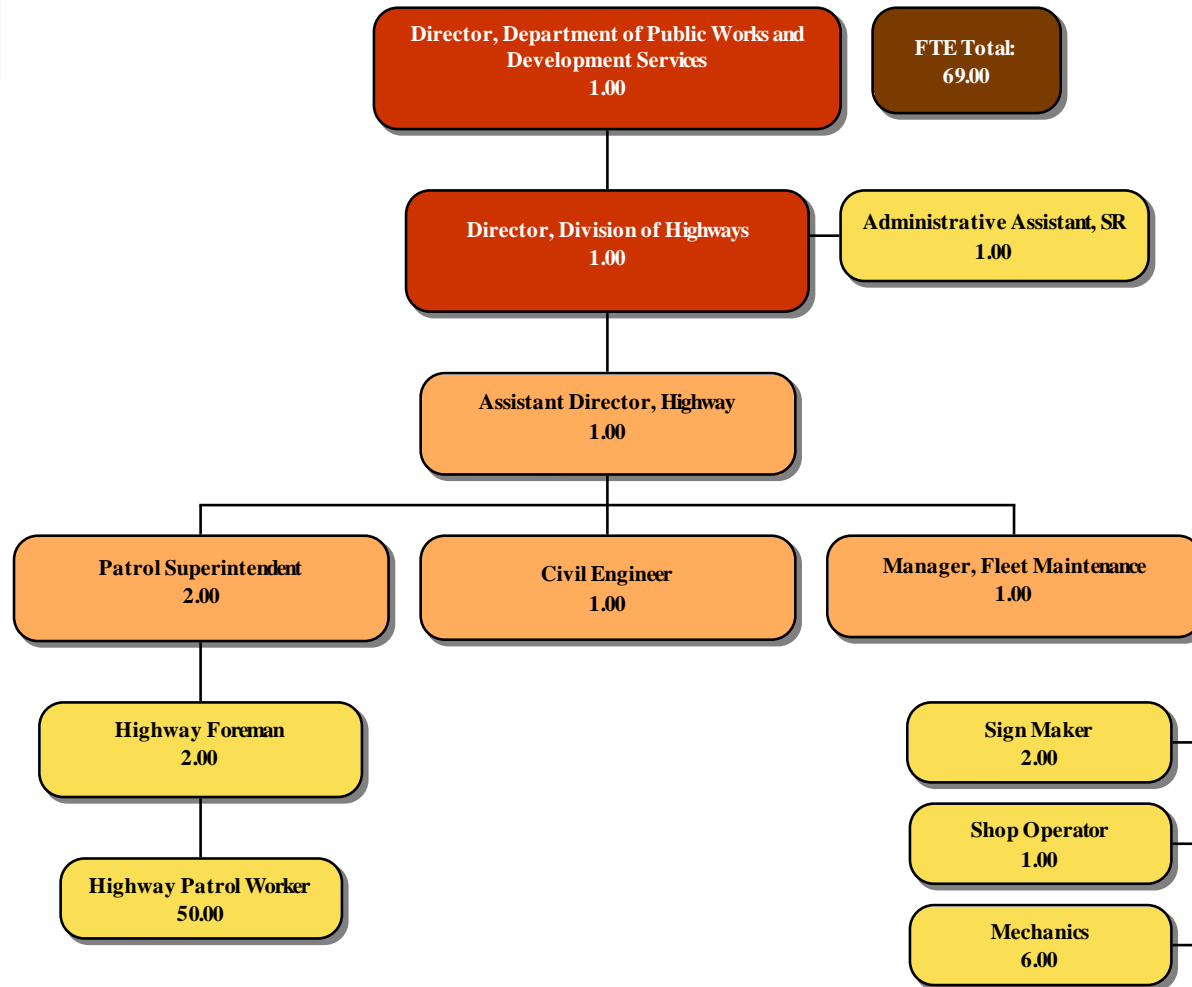 Director, Department of Public Works and
Development Services
1.00
FTE Total:
69.00
Director, Division of Highways
1.00
Administrative Assistant, SR
1.00
Assistant Director, Highway
1.00
Patrol Superintendent
2.00
Civil Engineer
1.00
Manager, Fleet Maintenance
1.00
Highway Foreman
2.00
Sign Maker
2.00
Shop Operator
1.00
Highway Patrol Worker
50.00
Mechanics
6.00